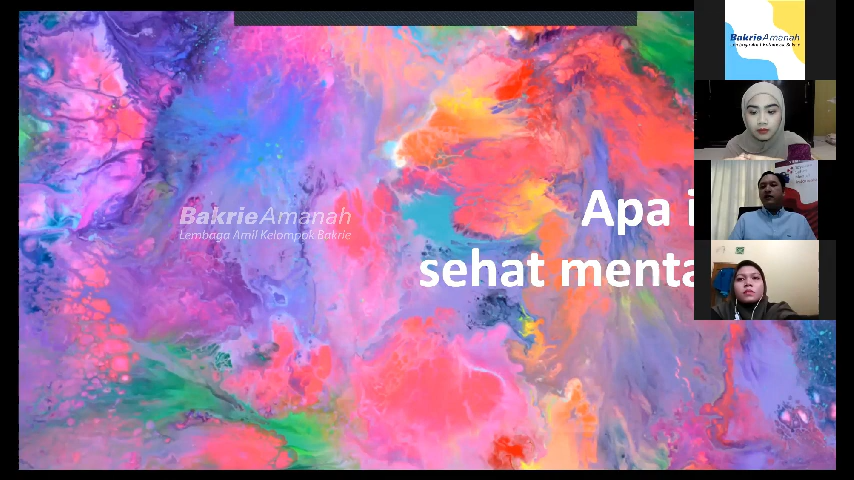 BakrieAmanah
Apa i
sehat menta
BakrieAmanah
Lembaga Amil Kelompok Bakrie